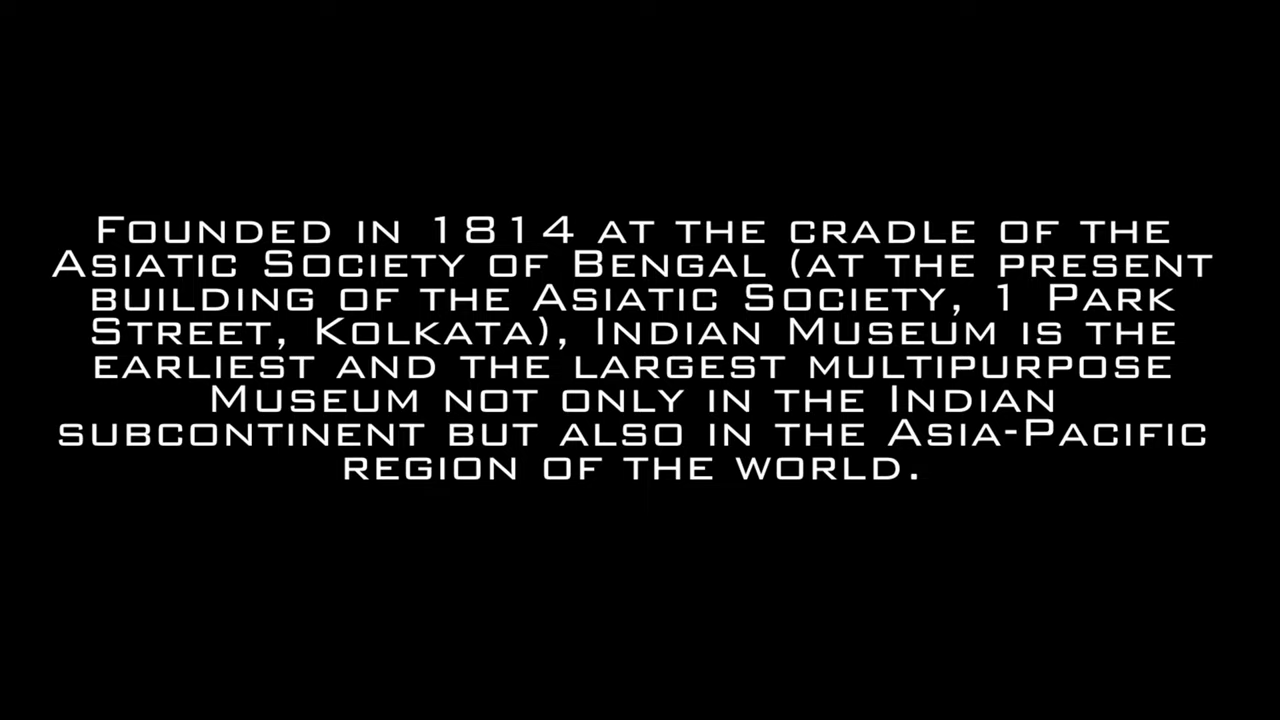 Founded in 1814 at the cradle of the
Asiatic Society of Bengal (at the present
building of the Asiatic Society, 1 Park
Street, Kolkata), Indian Museum is the
earliest and the largest multipurpose
Museum not only in the Indian
subcontinent but also in the Asia-Pacific
region of the world.